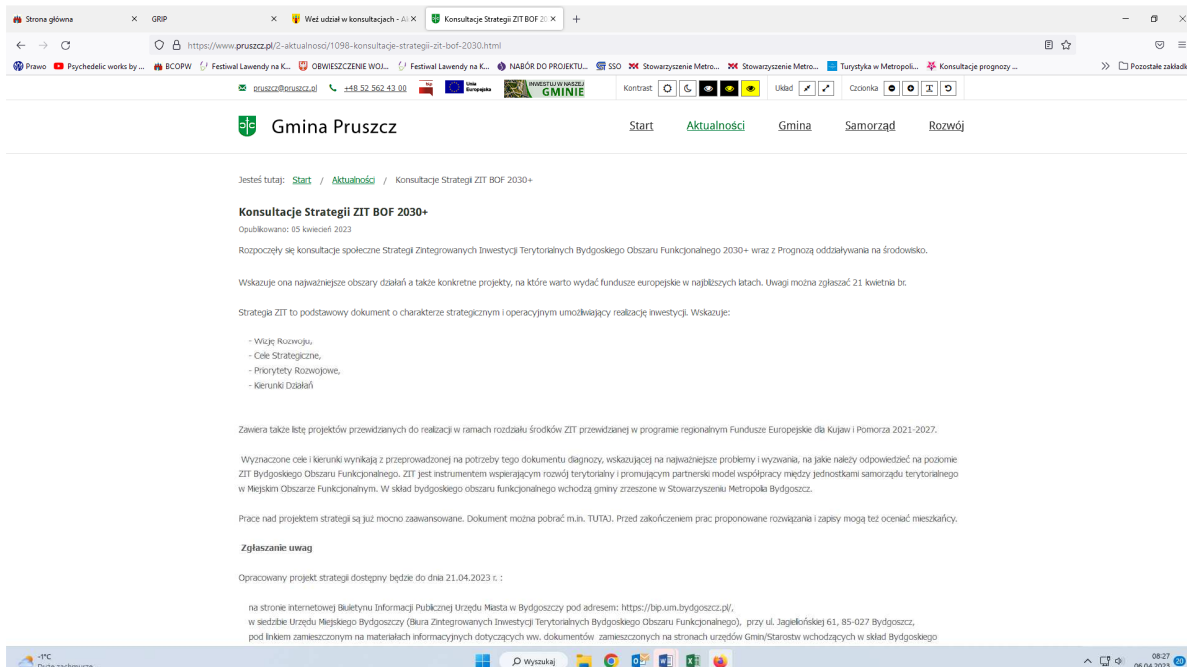 Strona główna
GRIP
Weź udział w konsultacjach - Ak
Konsultacje Strategii ZIT BOF 20
https://www.pruszcz.pl/2-aktualnosci/1098-konsultacje-strategii-zit-bof-2030.html
Prawo
Psychedelic works by ...
BCOPW
Festiwal Lawendy na K...
OBWIESZCZENIE WOJ...
Festiwal Lawendy na K...
NABÓR DO PROJEKTU...
SSO
Stowarzyszenie Metro...
Stowarzyszenie Metro...
Turystyka w Metropoli...
Konsultacje prognozy ...
Pozostałe zakładk
pruszcz@pruszcz.pl
+48 52 562 43 00
bip
Unia Europejska
INWESTUJ W NASZEJ
GMINIE
Kontrast
Układ
Czcionka
Gmina Pruszcz
Start
Aktualności
Gmina
Samorząd
Rozwój
Jesteś tutaj: Start / Aktualności / Konsultacje Strategii ZIT BOF 2030+
Konsultacje Strategii ZIT BOF 2030+
Opublikowano: 05 kwiecień 2023
Rozpoczęły się konsultacje społeczne Strategii Zintegrowanych Inwestycji Terytorialnych Bydgoskiego Obszaru Funkcjonalnego 2030+ wraz z Prognozą oddziaływania na środowisko.
Wskazuje ona najważniejsze obszary działań a także konkretne projekty, na które warto wydać fundusze europejskie w najbliższych latach. Uwagi można zgłaszać 21 kwietnia br.
Strategia ZIT to podstawowy dokument o charakterze strategicznym i operacyjnym umożliwiający realizację inwestycji. Wskazuje:
- Wizję Rozwoju,
- Cele Strategiczne,
- Priorytety Rozwojowe,
- Kierunki Działań
Zawiera także listę projektów przewidzianych do realizacji w ramach rozdziału środków ZIT przewidzianej w programie regionalnym Fundusze Europejskie dla Kujaw i Pomorza 2021-2027.
Wyznaczone cele i kierunki wynikają z przeprowadzonej na potrzeby tego dokumentu diagnozy, wskazującej na najważniejsze problemy i wyzwania, na jakie należy odpowiedzieć na poziomie
ZIT Bydgoskiego Obszaru Funkcjonalnego. ZIT jest instrumentem wspierającym rozwój terytorialny i promującym partnerski model współpracy między jednostkami samorządu terytorialnego
w Miejskim Obszarze Funkcjonalnym. W skład bydgoskiego obszaru funkcjonalnego wchodzą gminy zrzeszone w Stowarzyszeniu Metropolia Bydgoszcz.
Prace nad projektem strategii są już mocno zaawansowane. Dokument można pobrać m.in. TUTAJ. Przed zakończeniem prac proponowane rozwiązania i zapisy mogą też oceniać mieszkańcy.
Zgłaszanie uwag
Opracowany projekt strategii dostępny będzie do dnia 21.04.2023 r. :
na stronie internetowej Biuletynu Informacji Publicznej Urzędu Miasta w Bydgoszczy pod adresem: https://bip.um.bydgoszcz.pl/,
w siedzibie Urzędu Miejskiego Bydgoszczy (Biura Zintegrowanych Inwestycji Terytorialnych Bydgoskiego Obszaru Funkcjonalnego), przy ul. Jagiellońskiej 61, 85-027 Bydgoszcz,
pod linkiem zamieszczonym na materiałach informacyjnych dotyczących ww. dokumentów zamieszczonych na stronach urzędów Gmin/Starostw wchodzących w skład Bydgoskiego
-1°C
Duże zachmurze
Wyszukaj
08:27
06.04.2023
20